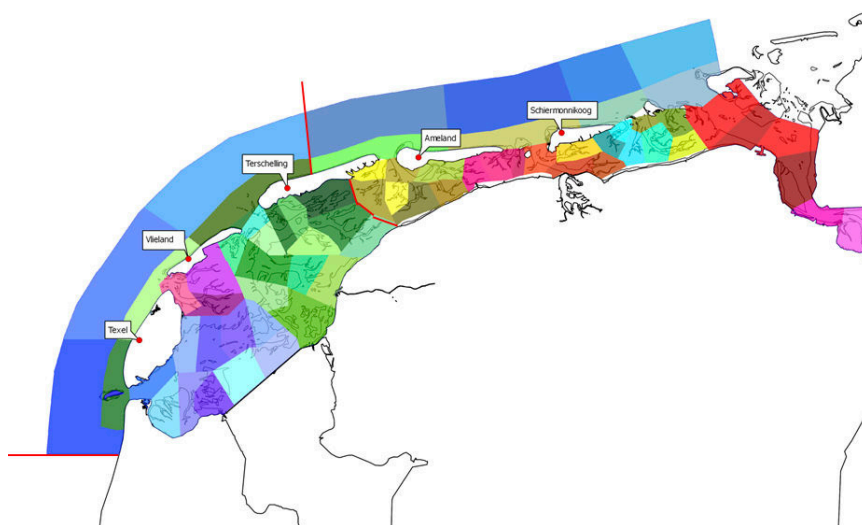 Schiermonnikoog
Ameland
Terschelling
Vlieland
Texel